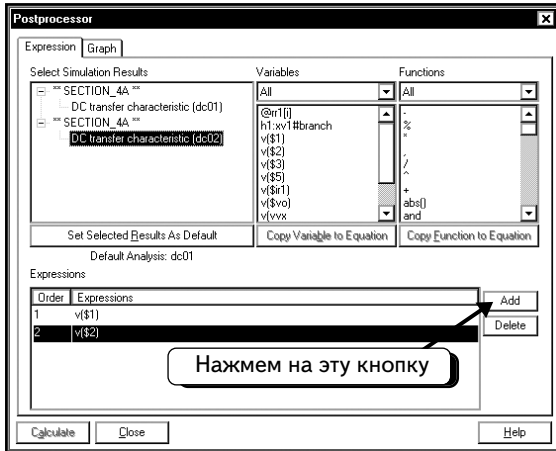 Postprocessor
Expression Graph
Select Simulation Results Variables Functions
** SECTION_4A ** All All
DC transfer characteristic (dc01)
** SECTION_4A **
DC transfer characteristic (dc02)
@rr1[i]
h1:xv1#branch
v($1)
v($2)
v($3)
v($5)
v($ir1)
v($vo)
v(vvx
-
%
*
,
/
^
+
abs()
and
Set Selected Results As Default Copy Variable to Equation Copy Function to Equation
Default Analysis: dc01
Expressions
Order Expressions
Add
1 v($1)
Delete
2 v($2)
Нажмем на эту кнопку
Calculate Close Help